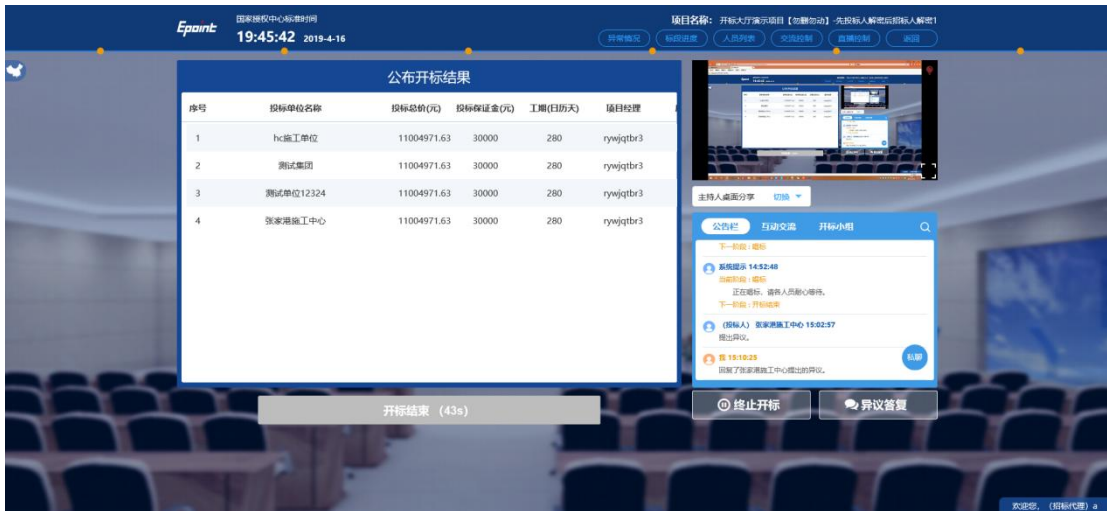 Epoint
国家授权中心标准时间
19:45:42 2019-4-16
项目名称： 开标大厅演示项目【勿删勿动】-先投标人解密后招标人解密1
异常情况 标段进度 人员列表 交流控制 直播控制 返回
公布开标结果
序号 投标单位名称 投标总价(元) 投标保证金(元) 工期(日历天) 项目经理
1 hc施工单位 11004971.63 30000 280 rywjqtbr3
2 测试集团 11004971.63 30000 280 rywjqtbr3
3 测试单位12324 11004971.63 30000 280 rywjqtbr3
4 张家港施工中心 11004971.63 30000 280 rywjqtbr3
开标结束 (43s)
主持人桌面分享 切换
公告栏 互动交流 开标小组
下一阶段：唱标
系统提示 14:52:48
当前阶段：唱标
正在唱标，请各人员耐心等待。
下一阶段：开标结束
（投标人） 张家港施工中心 15:02:57
提出异议。
我 15:10:25
回复了张家港施工中心提出的异议。
私聊
终止开标 异议答复
欢迎您，（招标代理）a